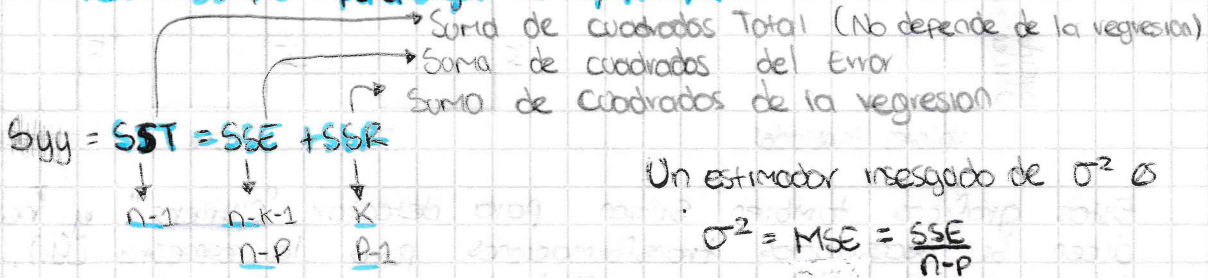 Suma de cuadrados Total (No depende de la regresion)
Suma de cuadrados del Error
Suma de cuadrados de la regresion
Syy = SST = SSE + SSR
n-1 n-k-1 K
n-p P-1
Un estimador insesgado de σ² es
σ² = MSE = SSE / n-p